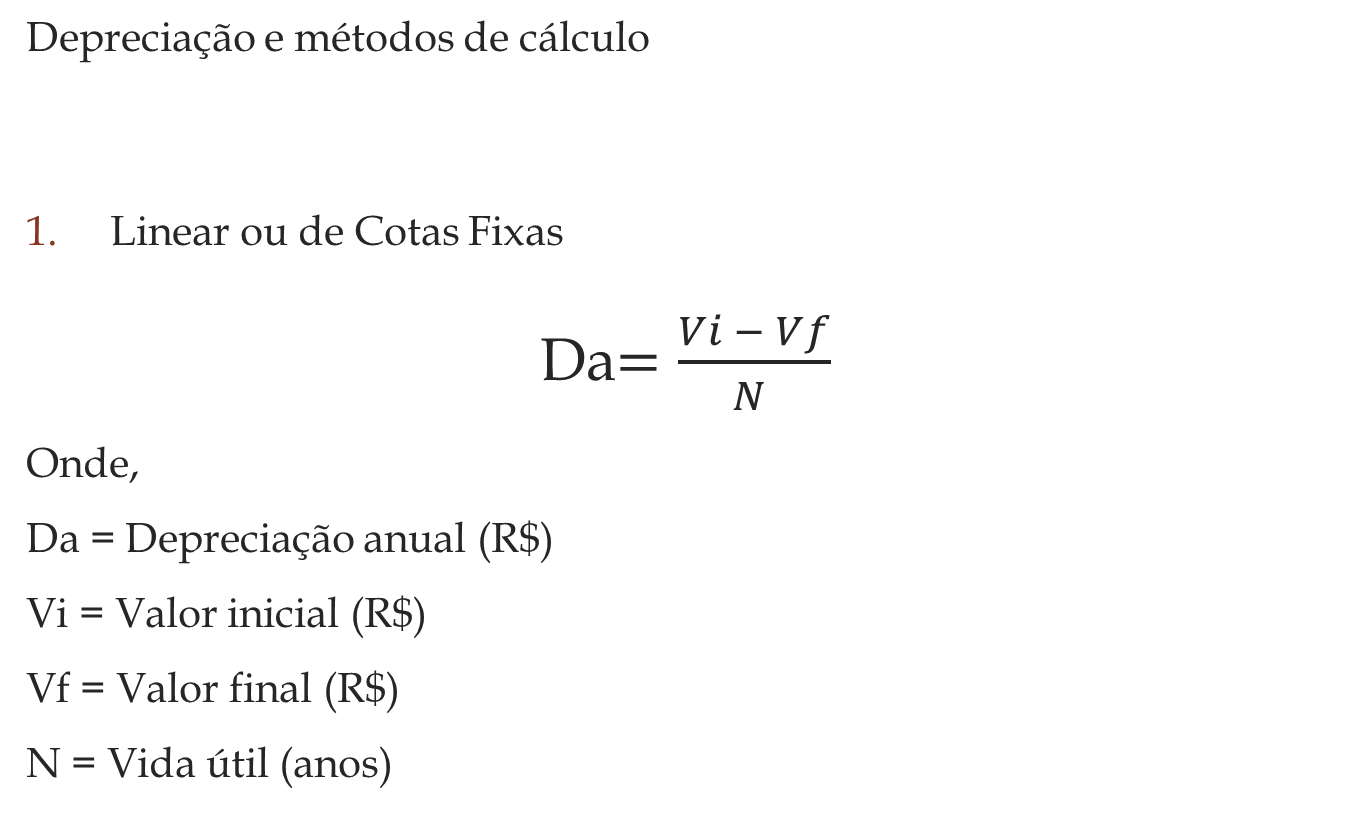 Depreciação e métodos de cálculo
1. Linear ou de Cotas Fixas
Da= \frac{Vi - Vf}{N}
Onde,
Da = Depreciação anual (R$)
Vi = Valor inicial (R$)
Vf = Valor final (R$)
N = Vida útil (anos)